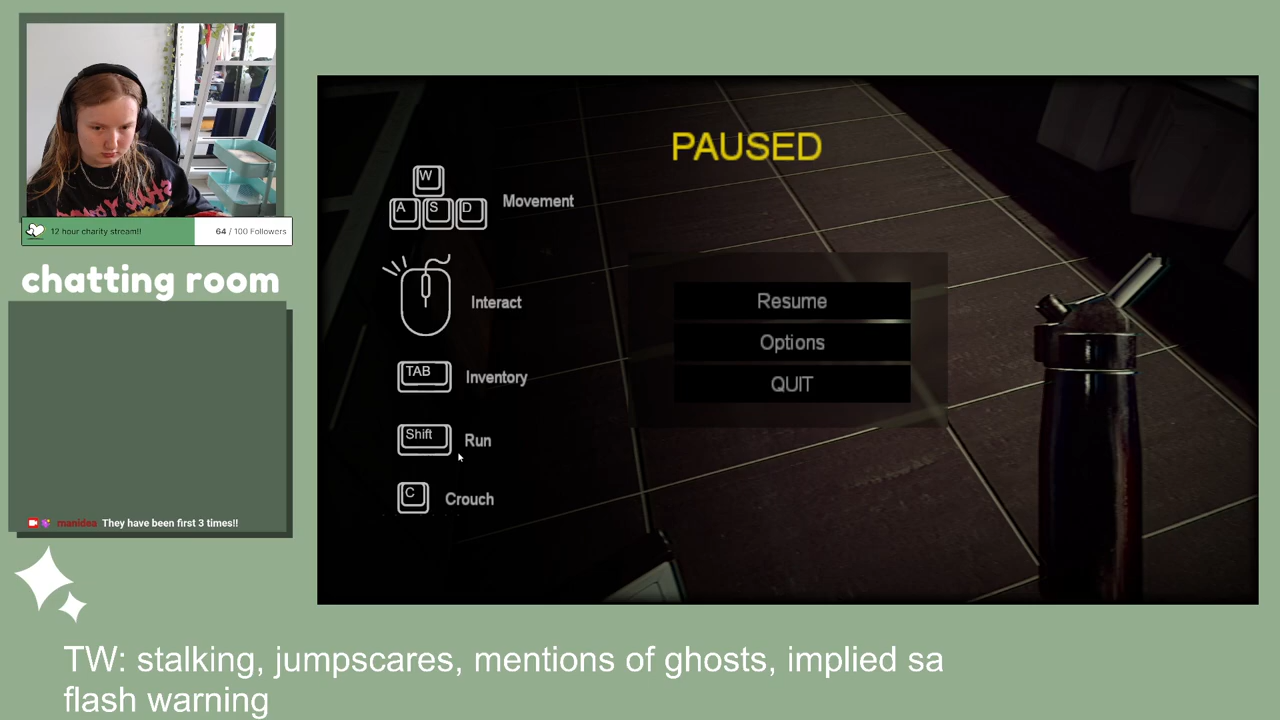 12 hour charity stream!!
64 / 100 Followers
chatting room
manidea They have been first 3 times!!
PAUSED
W
A S D
Movement
Interact
TAB
Inventory
Shift
Run
C
Crouch
Resume
Options
QUIT
TW: stalking, jumpscares, mentions of ghosts, implied sa
flash warning